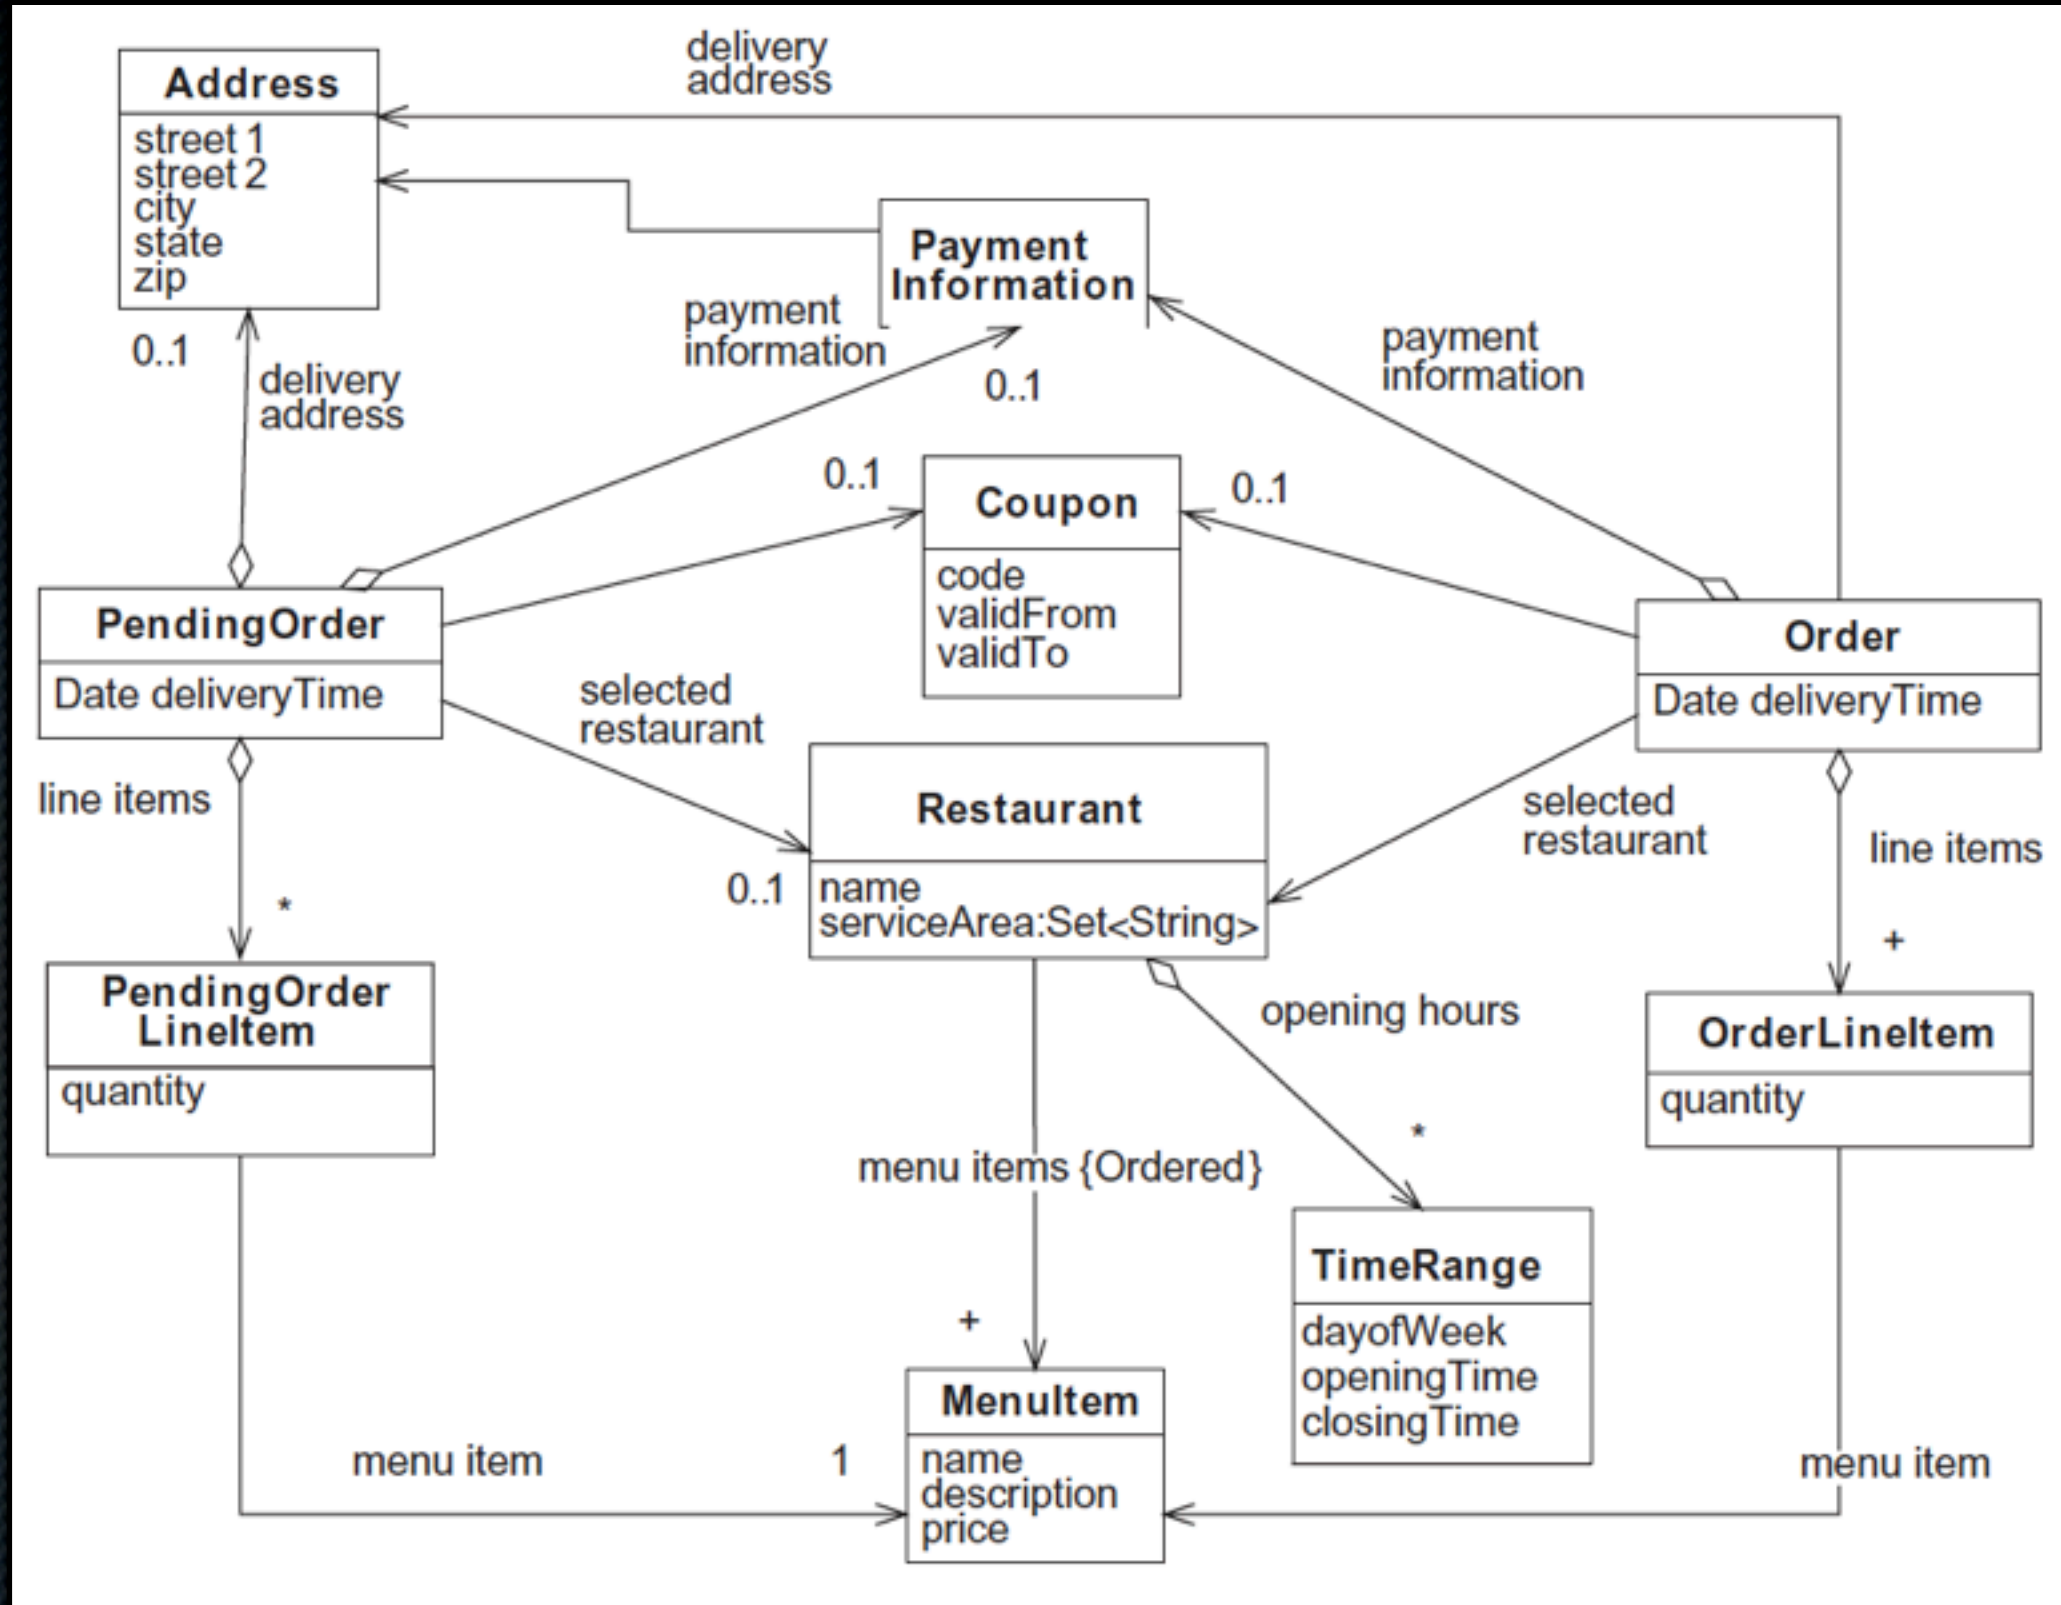 delivery
address
Address
street 1
street 2
city
state
zip
Payment
Information
payment
information
payment
information
0..1
delivery
address
0..1
0..1
Coupon
0..1
code
validFrom
validTo
PendingOrder
Date deliveryTime
Order
Date deliveryTime
selected
restaurant
line items
Restaurant
selected
restaurant
line items
0..1
name
serviceArea:Set<String>
*
+
PendingOrder
LineItem
quantity
opening hours
OrderLineItem
quantity
*
menu items {Ordered}
TimeRange
dayofWeek
openingTime
closingTime
+
MenuItem
name
description
price
menu item
1
menu item